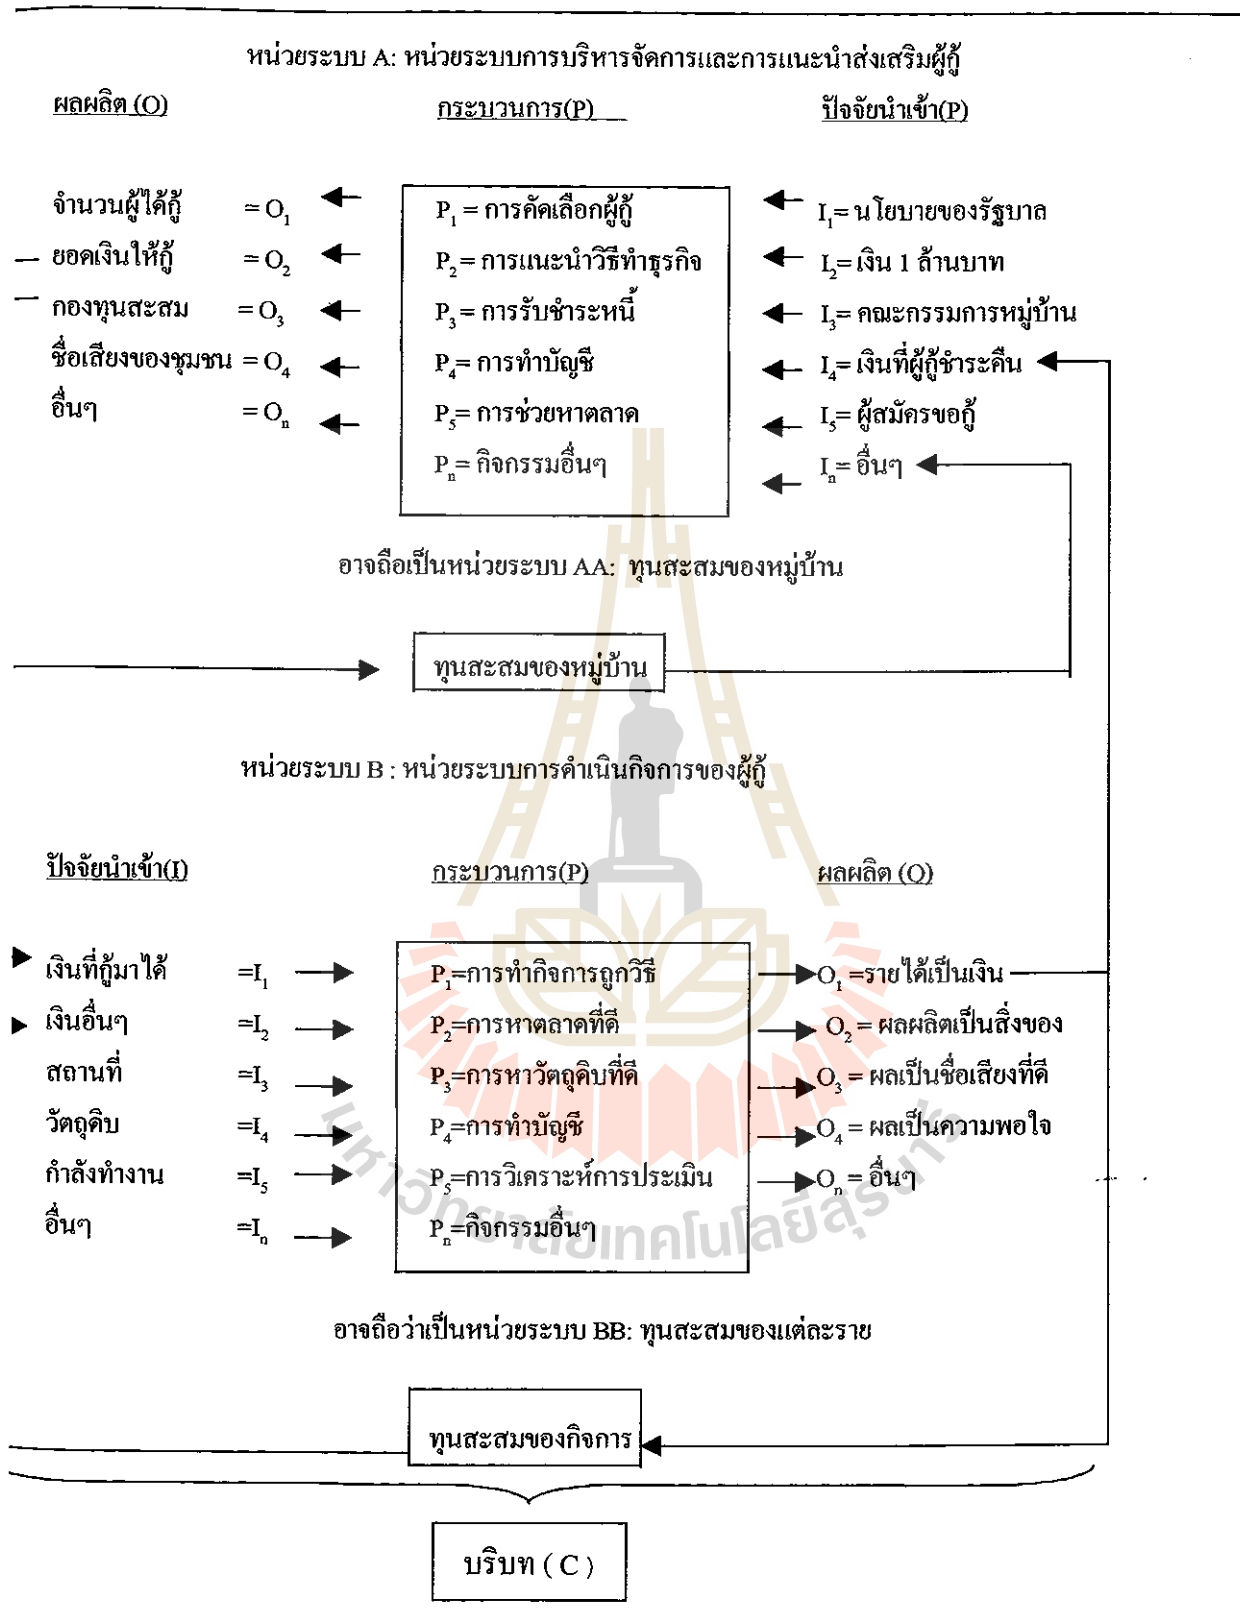 หน่วยระบบ A: หน่วยระบบการบริหารจัดการและการแนะนำส่งเสริมผู้กู้
ผลผลิต (O) กระบวนการ(P) ปัจจัยนำเข้า(P)
จำนวนผู้ได้กู้ = O1 P1 = การคัดเลือกผู้กู้ I1= นโยบายของรัฐบาล
ยอดเงินให้กู้ = O2 P2 = การแนะนำวิธีทำธุรกิจ I2= เงิน 1 ล้านบาท
กองทุนสะสม = O3 P3 = การรับชำระหนี้ I3= คณะกรรมการหมู่บ้าน
ชื่อเสียงของชุมชน = O4 P4= การทำบัญชี I4= เงินที่ผู้กู้ชำระคืน
อื่นๆ = On P5= การช่วยหาตลาด I5= ผู้สมัครขอกู้
Pn= กิจกรรมอื่นๆ In= อื่นๆ
อาจถือเป็นหน่วยระบบ AA: ทุนสะสมของหมู่บ้าน
ทุนสะสมของหมู่บ้าน
หน่วยระบบ B : หน่วยระบบการดำเนินกิจการของผู้กู้
ปัจจัยนำเข้า(I) กระบวนการ(P) ผลผลิต (O)
เงินที่กู้มาได้ =I1 P1=การทำกิจการถูกวิธี O1 =รายได้เป็นเงิน
เงินอื่นๆ =I2 P2=การหาตลาดที่ดี O2 = ผลผลิตเป็นสิ่งของ
สถานที่ =I3 P3=การหาวัตถุดิบที่ดี O3 = ผลเป็นชื่อเสียงที่ดี
วัตถุดิบ =I4 P4=การทำบัญชี O4 = ผลเป็นความพอใจ
กำลังทำงาน =I5 P5=การวิเคราะห์การประเมิน On = อื่นๆ
อื่นๆ =In Pn=กิจกรรมอื่นๆ
มหาวิทยาลัยเทคโนโลยีสุรนารี
อาจถือว่าเป็นหน่วยระบบ BB: ทุนสะสมของแต่ละราย
ทุนสะสมของกิจการ
บริบท ( C )